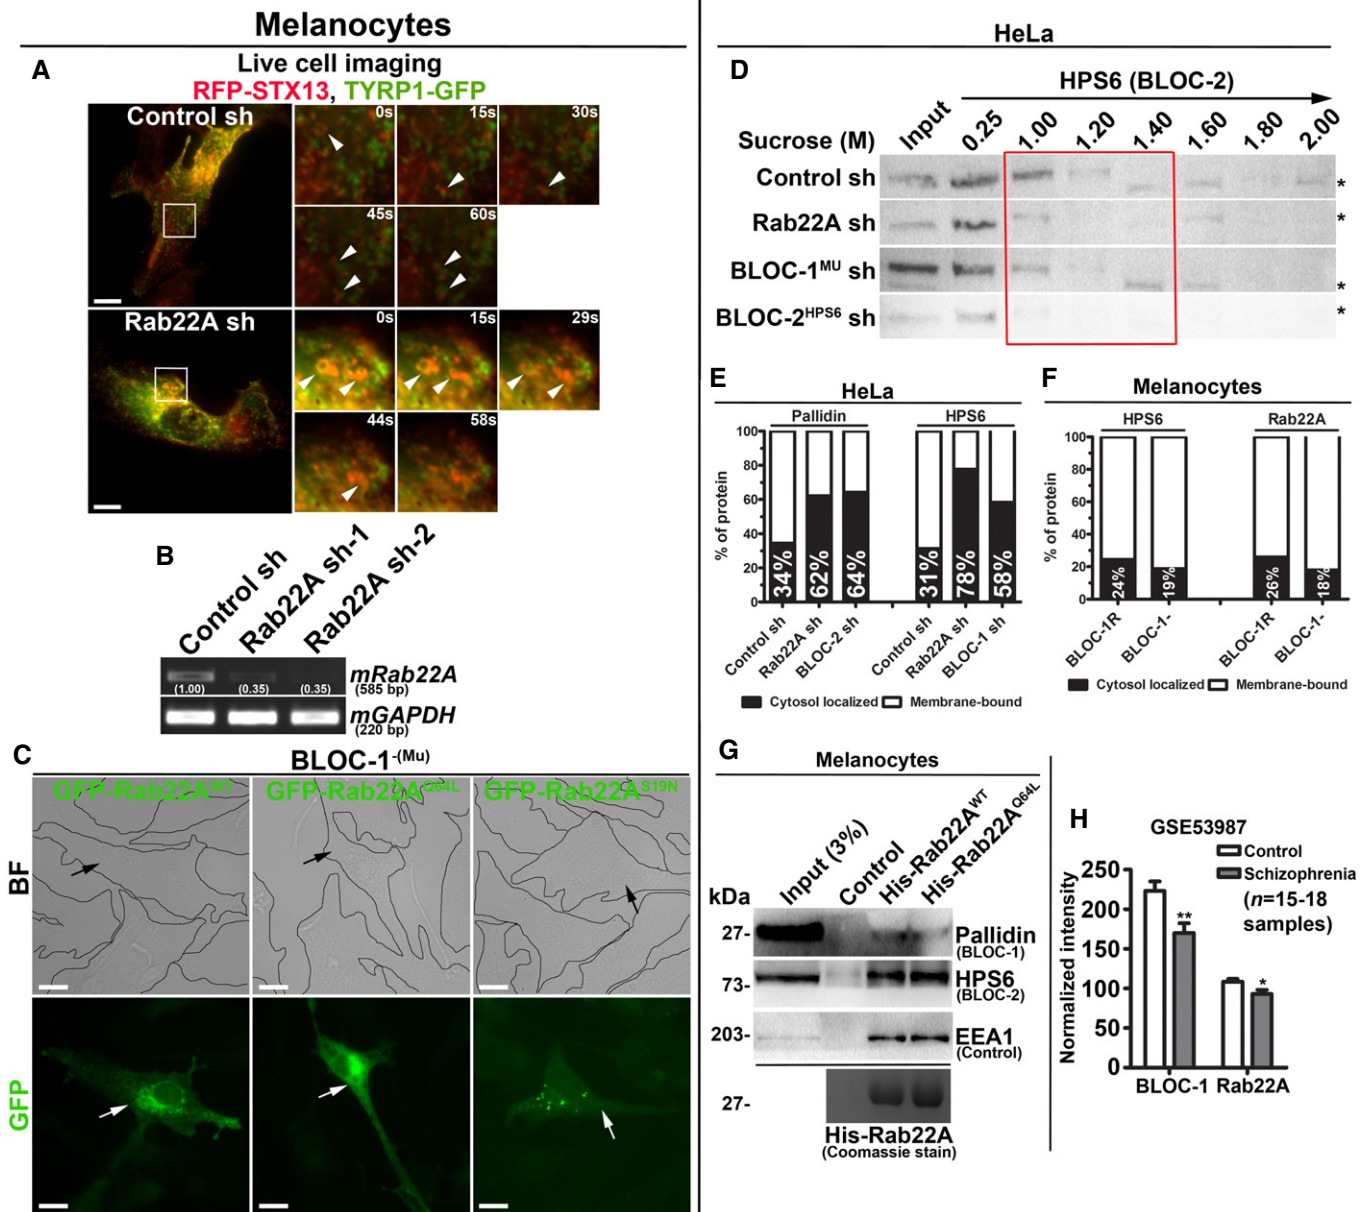 Melanocytes
A
Live cell imaging
RFP-STX13, TYRP1-GFP
Control sh
0s
15s
30s
45s
60s
Rab22A sh
0s
15s
29s
44s
58s
B
Control sh
Rab22A sh-1
Rab22A sh-2
mRab22A
(585 bp)
(1.00)
(0.35)
(0.35)
mGAPDH
(220 bp)
C
BLOC-1-(Mu)
GFP-Rab22AWT
GFP-Rab22AQ64L
GFP-Rab22AS19N
BF
GFP
HeLa
D
HPS6 (BLOC-2)
Sucrose (M)
Input
0.25
1.00
1.20
1.40
1.60
1.80
2.00
Control sh
*
Rab22A sh
*
BLOC-1MU sh
*
BLOC-2HPS6 sh
*
E
HeLa
Pallidin
HPS6
% of protein
100
80
60
40
20
0
34%
62%
64%
31%
78%
58%
Control sh
Rab22A sh
BLOC-2 sh
Control sh
Rab22A sh
BLOC-1 sh
Cytosol localized
Membrane-bound
F
Melanocytes
HPS6
Rab22A
% of protein
100
80
60
40
20
0
24%
19%
26%
18%
BLOC-1R
BLOC-1-
BLOC-1R
BLOC-1-
Cytosol localized
Membrane-bound
G
Melanocytes
kDa
Input (3%)
Control
His-Rab22AWT
His-Rab22AQ64L
27-
Pallidin
(BLOC-1)
73-
HPS6
(BLOC-2)
203-
EEA1
(Control)
27-
His-Rab22A
(Coomassie stain)
H
GSE53987
Control
Schizophrenia
(n=15-18
samples)
Normalized intensity
250
200
150
100
50
0
**
*
BLOC-1
Rab22A